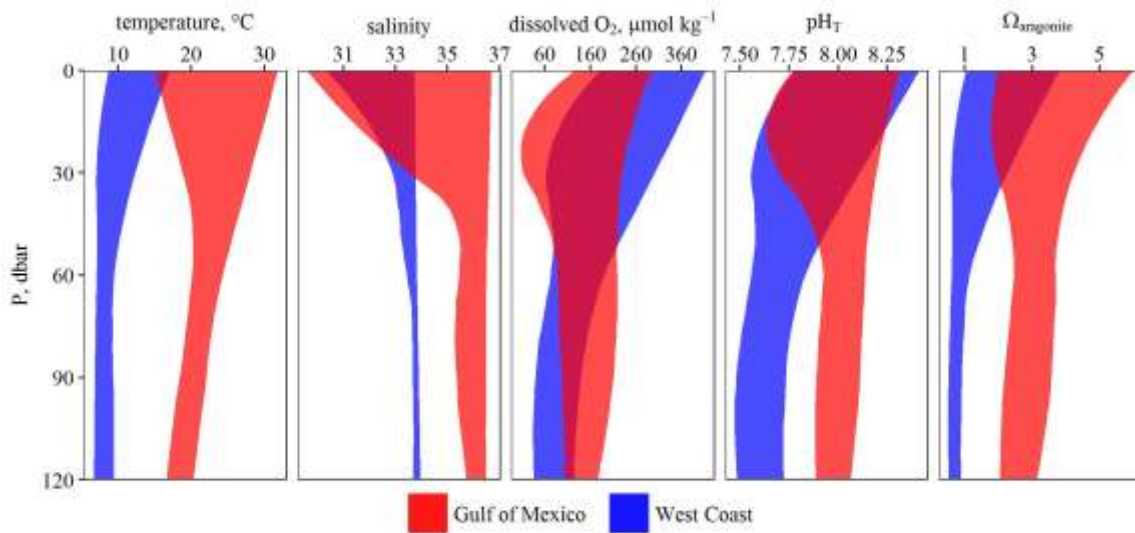 temperature, °C salinity dissolved O₂, μmol kg⁻¹ pH_T Ω_aragonite
10 20 30 31 33 35 37 60 160 260 360 7.50 7.75 8.00 8.25 1 3 5
0
30
60
90
120
P, dbar
Gulf of Mexico West Coast